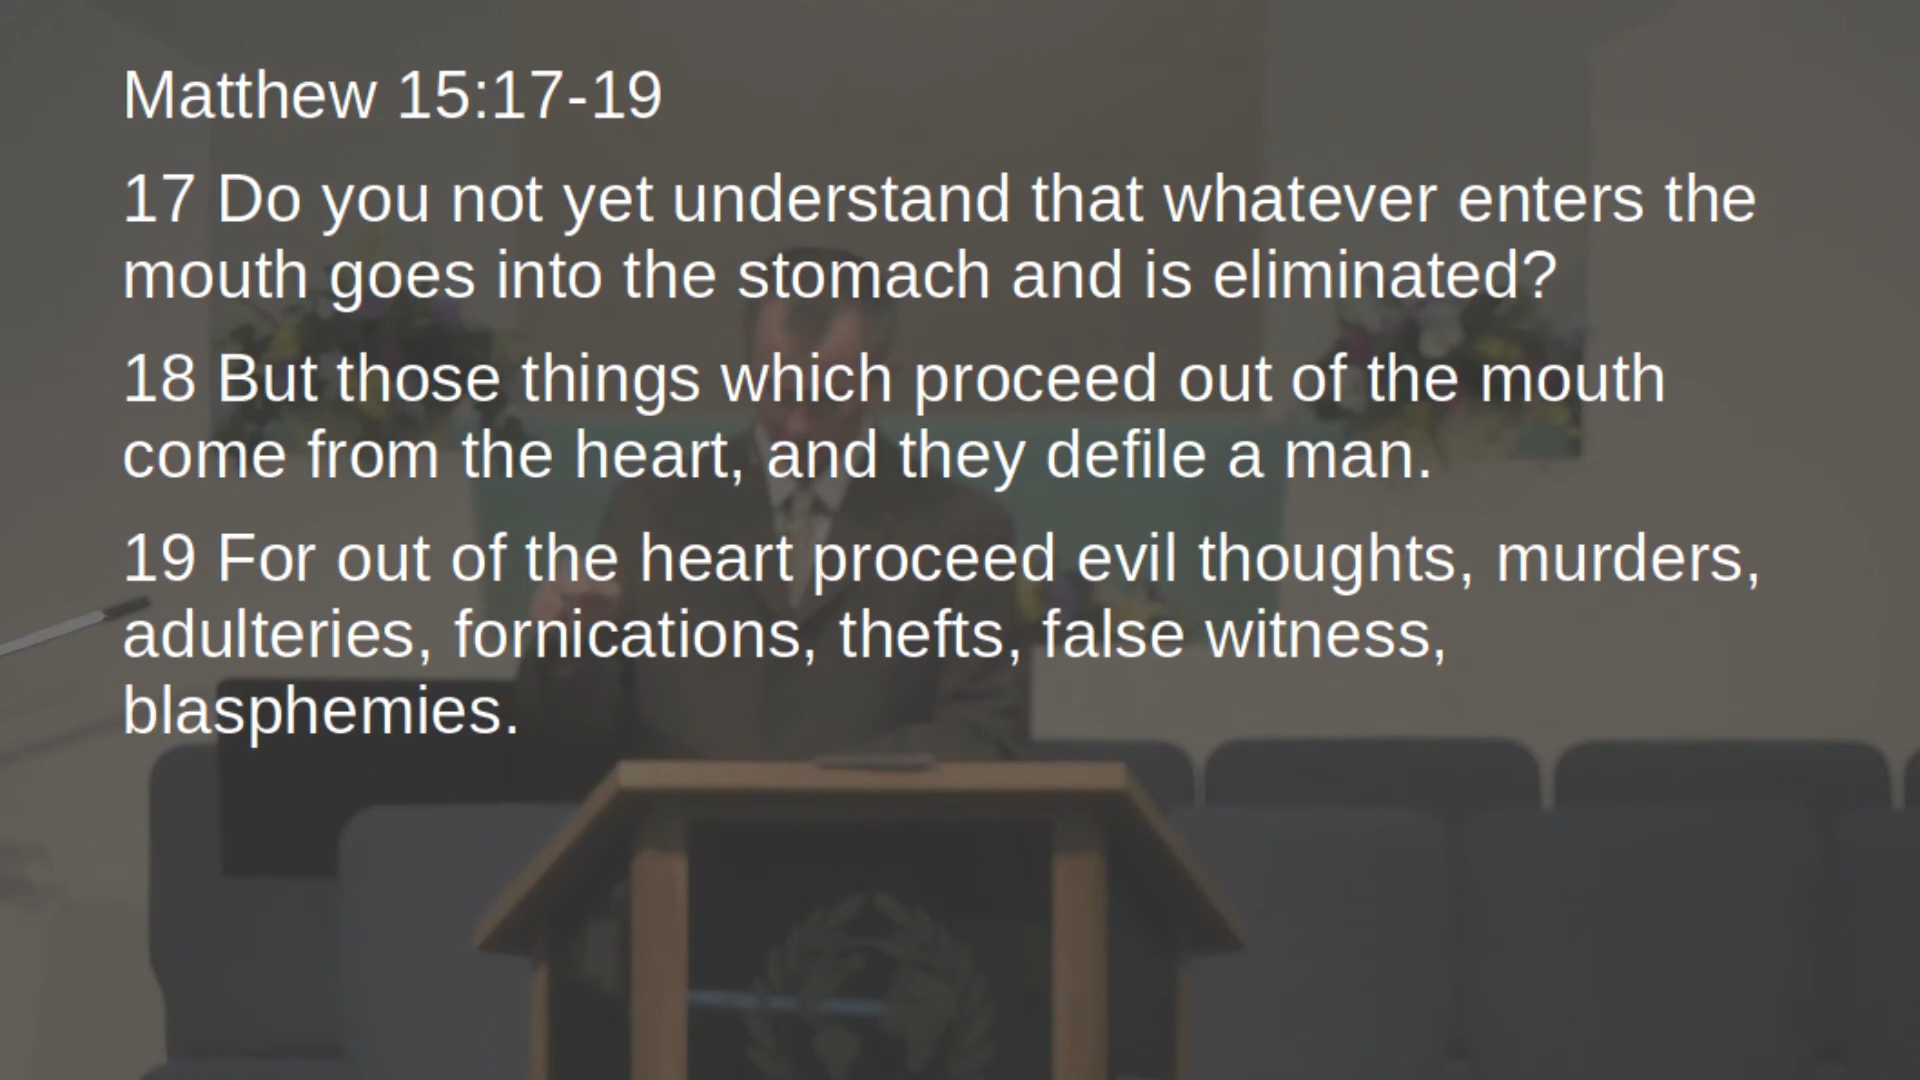 Matthew 15:17-19
17 Do you not yet understand that whatever enters the
mouth goes into the stomach and is eliminated?
18 But those things which proceed out of the mouth
come from the heart, and they defile a man.
19 For out of the heart proceed evil thoughts, murders,
adulteries, fornications, thefts, false witness,
blasphemies.